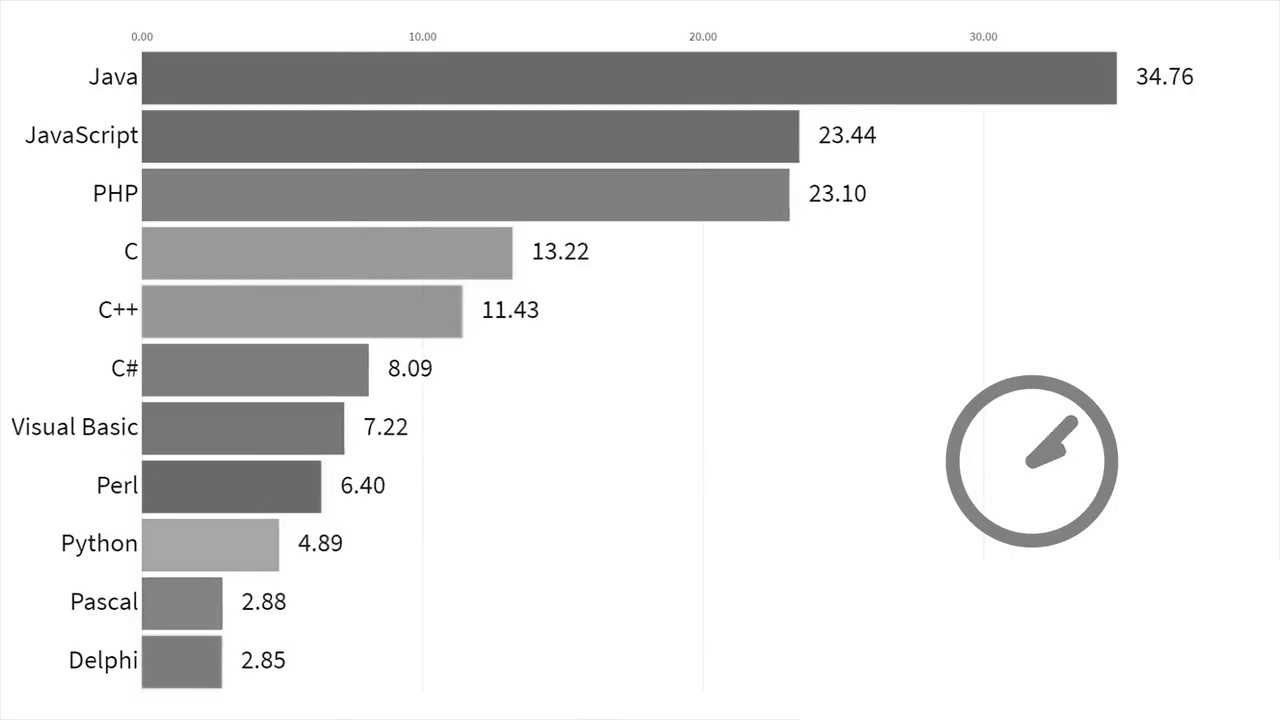 0.00 10.00 20.00 30.00
Java 34.76
JavaScript 23.44
PHP 23.10
C 13.22
C++ 11.43
C# 8.09
Visual Basic 7.22
Perl 6.40
Python 4.89
Pascal 2.88
Delphi 2.85